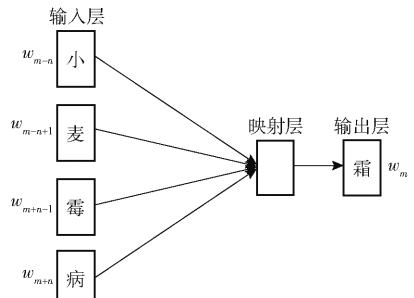 输入层
w_{m-n} 小
w_{m-n+1} 麦
映射层 输出层
霜 w_m
w_{m+n-1} 霉
w_{m+n} 病